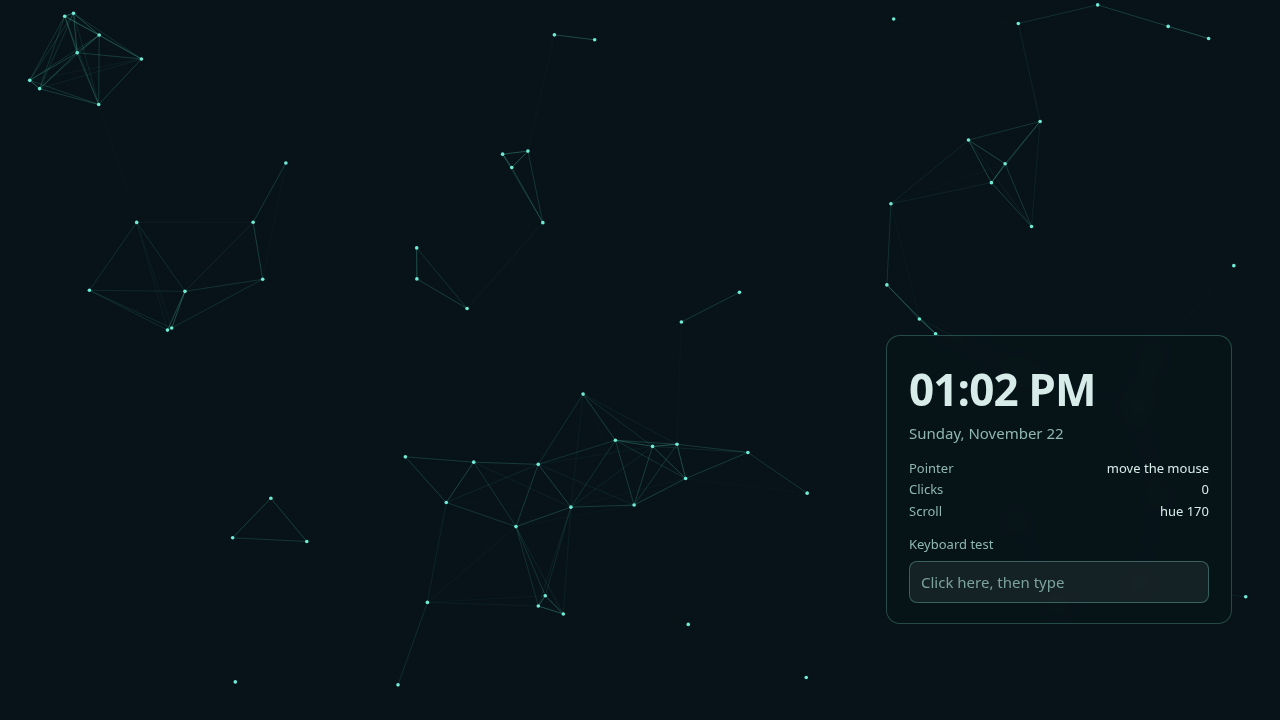 01:02 PM
Sunday, November 22
Pointer move the mouse
Clicks 0
Scroll hue 170
Keyboard test
Click here, then type